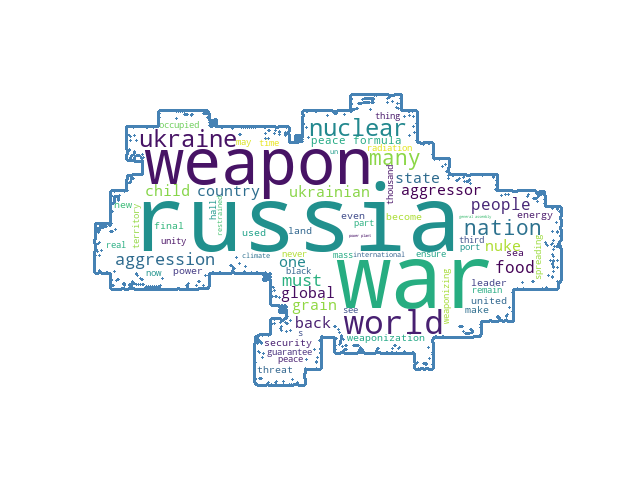 thing
occupied
nuclear
ukraine
may
time
peace formula
radiation
un
many
weapon
thousand
state
child
country
ukrainian
aggressor
hall
restrained
russia
new
territory
final
unity
real
used
land
even
part
become
general assembly
people
energy
nation
third
port
nuke
sea
spreading
power plant
aggression
now
power
climate
one
never
black
mass
international
ensure
war
must
food
leader
global
grain
see
weaponizing
remain
united
make
back
s
world
security
guarantee
peace
weaponization
threat